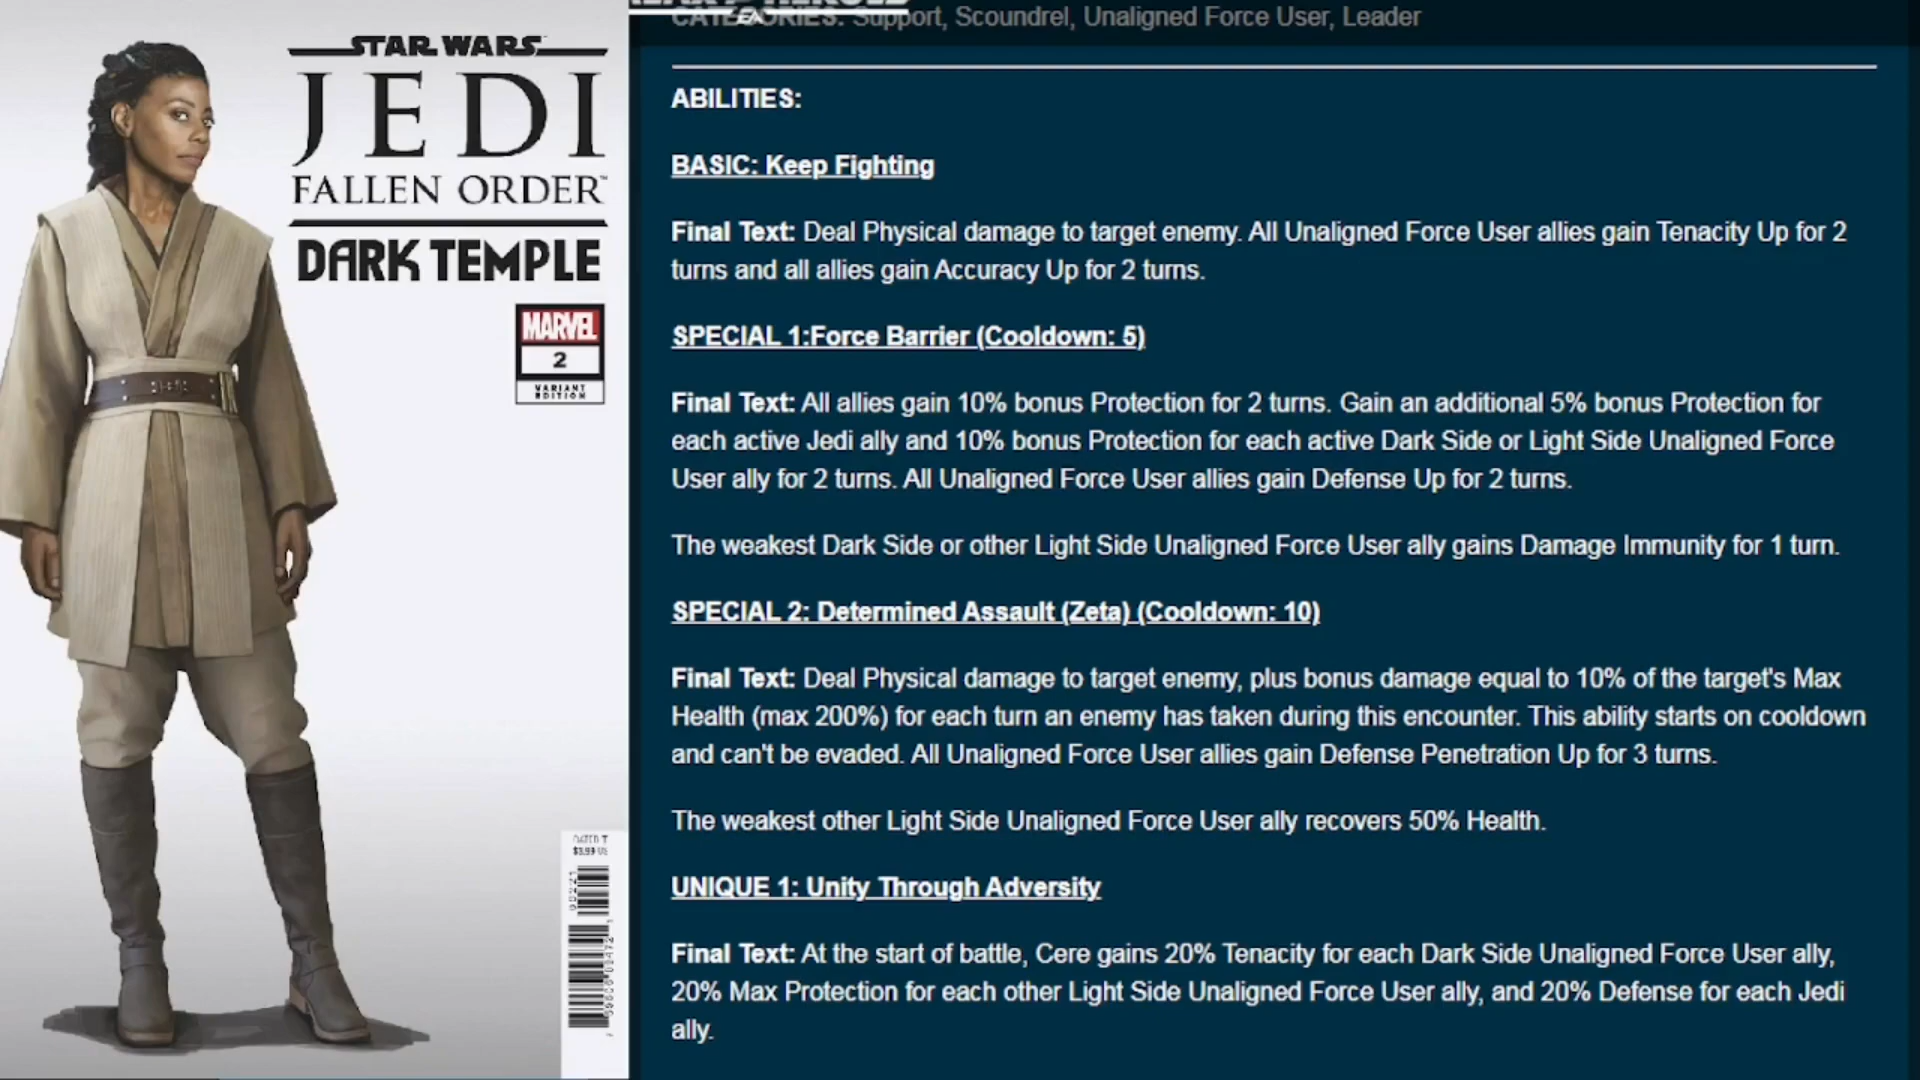 STAR WARS
JEDI
FALLEN ORDER™
DARK TEMPLE
MARVEL
2
VARIANT
EDITION
RATED T
$3.99 US
EA
CATEGORIES: Support, Scoundrel, Unaligned Force User, Leader
ABILITIES:
BASIC: Keep Fighting
Final Text: Deal Physical damage to target enemy. All Unaligned Force User allies gain Tenacity Up for 2
turns and all allies gain Accuracy Up for 2 turns.
SPECIAL 1:Force Barrier (Cooldown: 5)
Final Text: All allies gain 10% bonus Protection for 2 turns. Gain an additional 5% bonus Protection for
each active Jedi ally and 10% bonus Protection for each active Dark Side or Light Side Unaligned Force
User ally for 2 turns. All Unaligned Force User allies gain Defense Up for 2 turns.
The weakest Dark Side or other Light Side Unaligned Force User ally gains Damage Immunity for 1 turn.
SPECIAL 2: Determined Assault (Zeta) (Cooldown: 10)
Final Text: Deal Physical damage to target enemy, plus bonus damage equal to 10% of the target's Max
Health (max 200%) for each turn an enemy has taken during this encounter. This ability starts on cooldown
and can't be evaded. All Unaligned Force User allies gain Defense Penetration Up for 3 turns.
The weakest other Light Side Unaligned Force User ally recovers 50% Health.
UNIQUE 1: Unity Through Adversity
Final Text: At the start of battle, Cere gains 20% Tenacity for each Dark Side Unaligned Force User ally,
20% Max Protection for each other Light Side Unaligned Force User ally, and 20% Defense for each Jedi
ally.